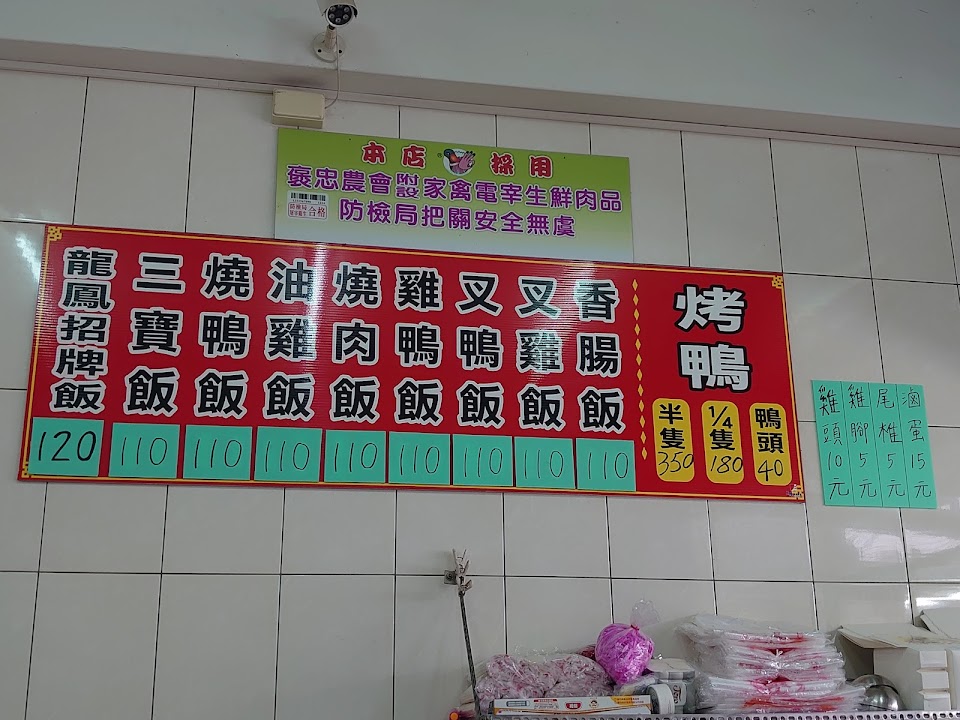 本店採用
褒忠農會附設家禽電宰生鮮肉品
合格
防檢局把關安全無虞
龍鳳招牌飯
120
三寶飯
110
燒鴨飯
110
油雞飯
110
燒肉飯
110
雞鴨飯
110
叉鴨飯
110
叉雞飯
110
香腸飯
110
烤鴨
半隻
350
1/4隻
180
鴨頭
40
雞頭10元
雞腳5元
尾椎5元
滷蛋15元